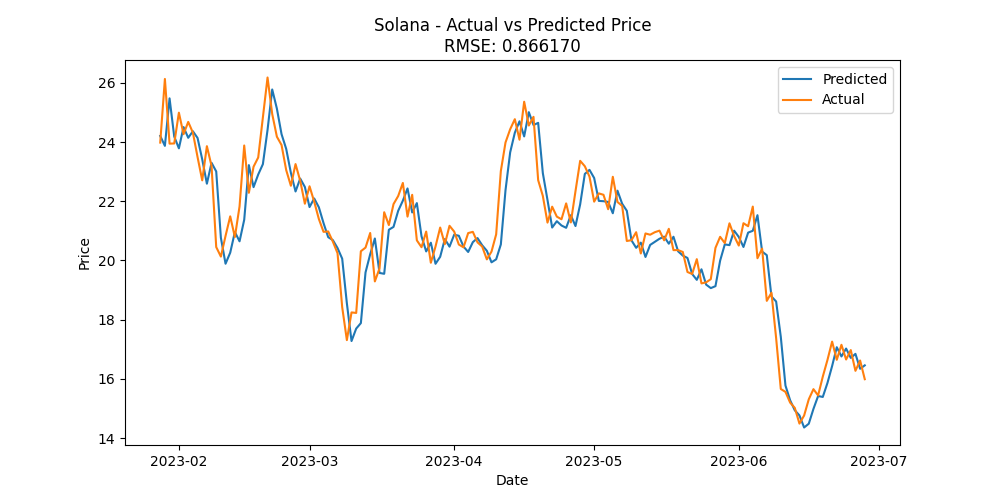 Solana - Actual vs Predicted Price
RMSE: 0.866170
Predicted
Actual
Price
26
24
22
20
18
16
14
2023-02
2023-03
2023-04
2023-05
2023-06
2023-07
Date